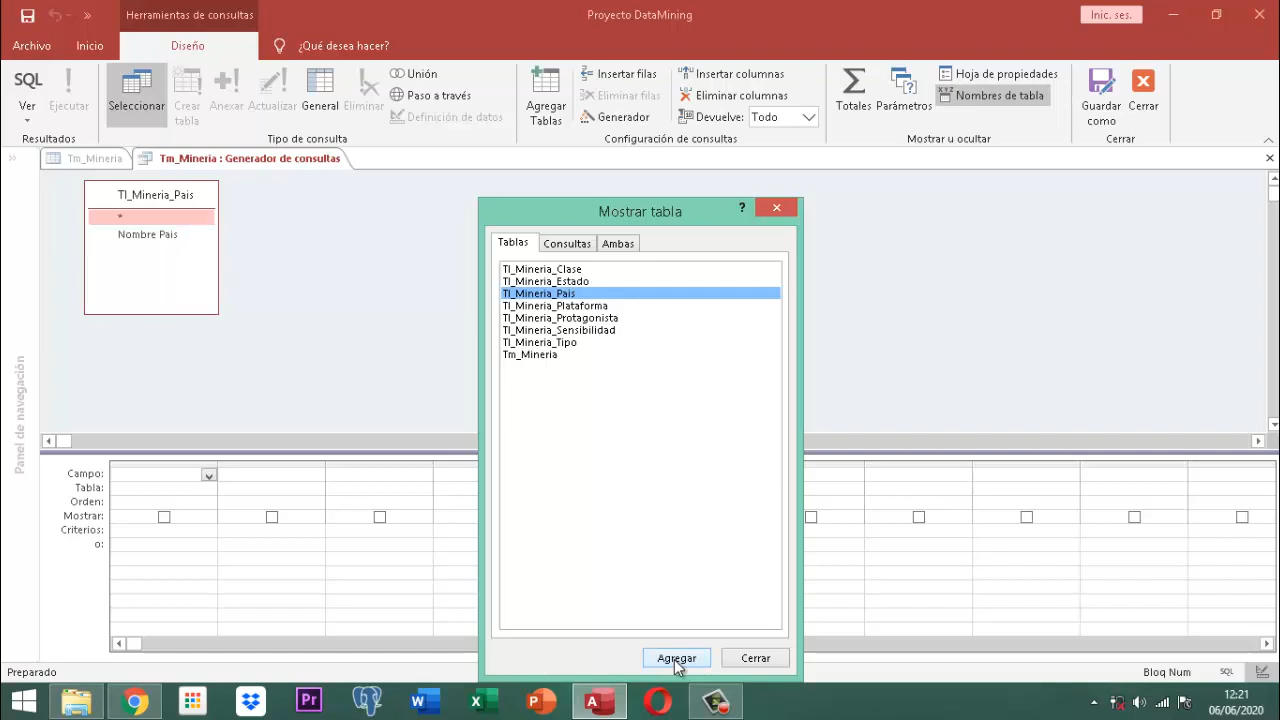 Herramientas de consultas
Proyecto DataMining
Inic. ses.
Archivo
Inicio
Diseño
¿Qué desea hacer?
SQL
Ver
Ejecutar
Resultados
Seleccionar
Crear tabla
Anexar
Actualizar
General
Eliminar
Unión
Paso a través
Definición de datos
Tipo de consulta
Agregar Tablas
Insertar filas
Eliminar filas
Generador
Insertar columnas
Eliminar columnas
Devuelve: Todo
Configuración de consultas
Totales
Parámetros
Hoja de propiedades
XYZ Nombres de tabla
Mostrar u ocultar
Guardar como
Cerrar
Cerrar
Tm_Mineria
Tm_Mineria : Generador de consultas
Panel de navegación
Tl_Mineria_Pais
*
Nombre Pais
Mostrar tabla
?
Tablas
Consultas
Ambas
Tl_Mineria_Clase
Tl_Mineria_Estado
Tl_Mineria_Pais
Tl_Mineria_Plataforma
Tl_Mineria_Protagonista
Tl_Mineria_Sensibilidad
Tl_Mineria_Tipo
Tm_Mineria
Agregar
Cerrar
Campo:
Tabla:
Orden:
Mostrar:
Criterios:
o:
Preparado
Bloq Num
SQL
Pr
W
X
P
A
12:21
06/06/2020